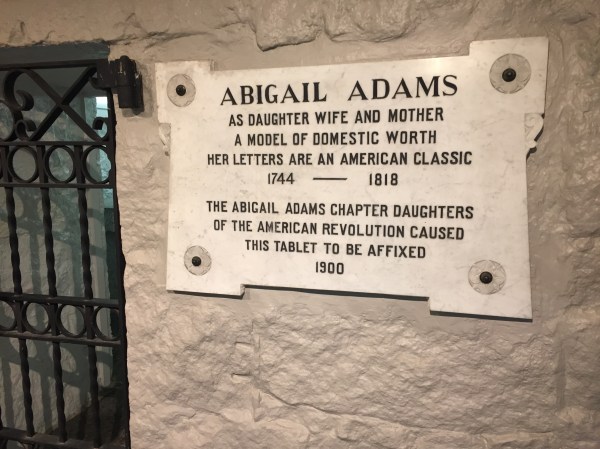 ABIGAIL ADAMS
AS DAUGHTER WIFE AND MOTHER
A MODEL OF DOMESTIC WORTH
HER LETTERS ARE AN AMERICAN CLASSIC
1744 — 1818
THE ABIGAIL ADAMS CHAPTER DAUGHTERS
OF THE AMERICAN REVOLUTION CAUSED
THIS TABLET TO BE AFFIXED
1900